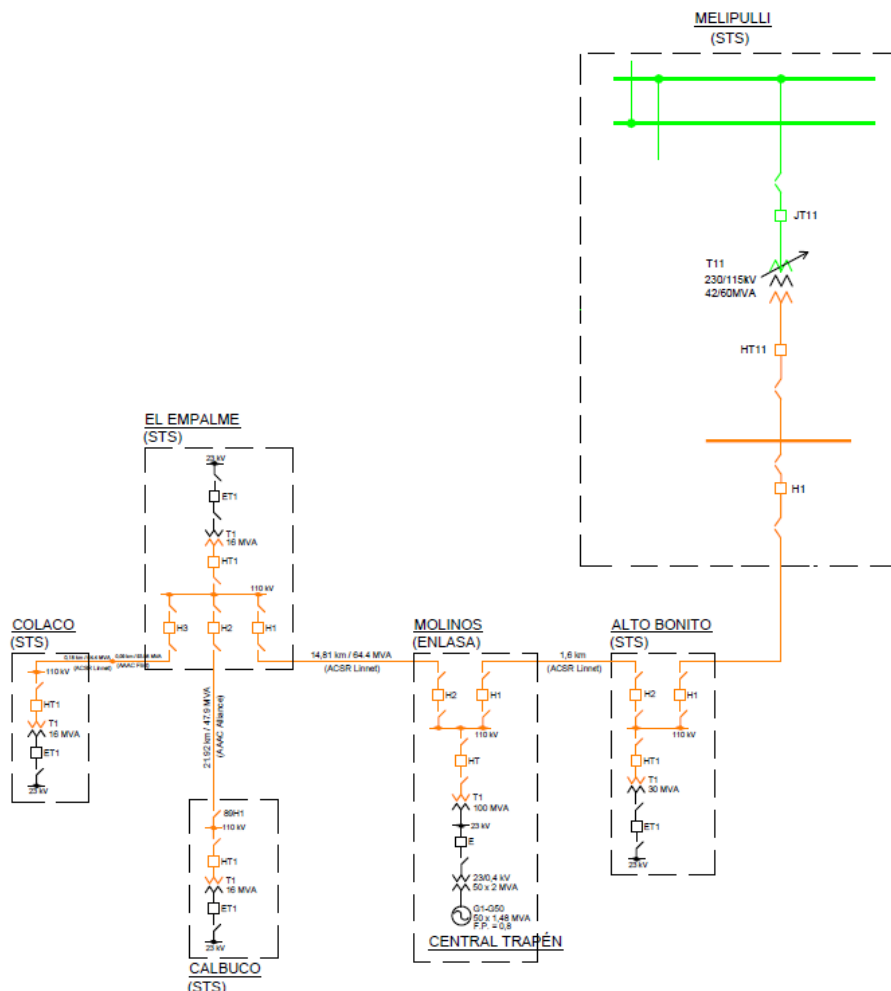 MELIPULLI
(STS)
JT11
T11
230/115kV
42/60MVA
HT11
H1
EL EMPALME
(STS)
23 kV
ET1
T1
16 MVA
HT1
110 kV
H3
H2
H1
COLACO
(STS)
(ACSR Linnet)
110 kV
HT1
T1
16 MVA
ET1
23 kV
21,92 km / 47.9 MVA
(AAAC Alliance)
14,81 km / 64.4 MVA
(ACSR Linnet)
MOLINOS
(ENLASA)
H2
H1
110 kV
HT
T1
100 MVA
23 kV
E
23/0,4 kV
50 x 2 MVA
G1-G50
50 x 1,48 MVA
F.P. = 0,8
CENTRAL TRAPÉN
1,6 km
(ACSR Linnet)
ALTO BONITO
(STS)
H2
H1
110 kV
HT1
T1
30 MVA
ET1
23 kV
89H1
110 kV
HT1
T1
16 MVA
ET1
23 kV
CALBUCO
(STS)